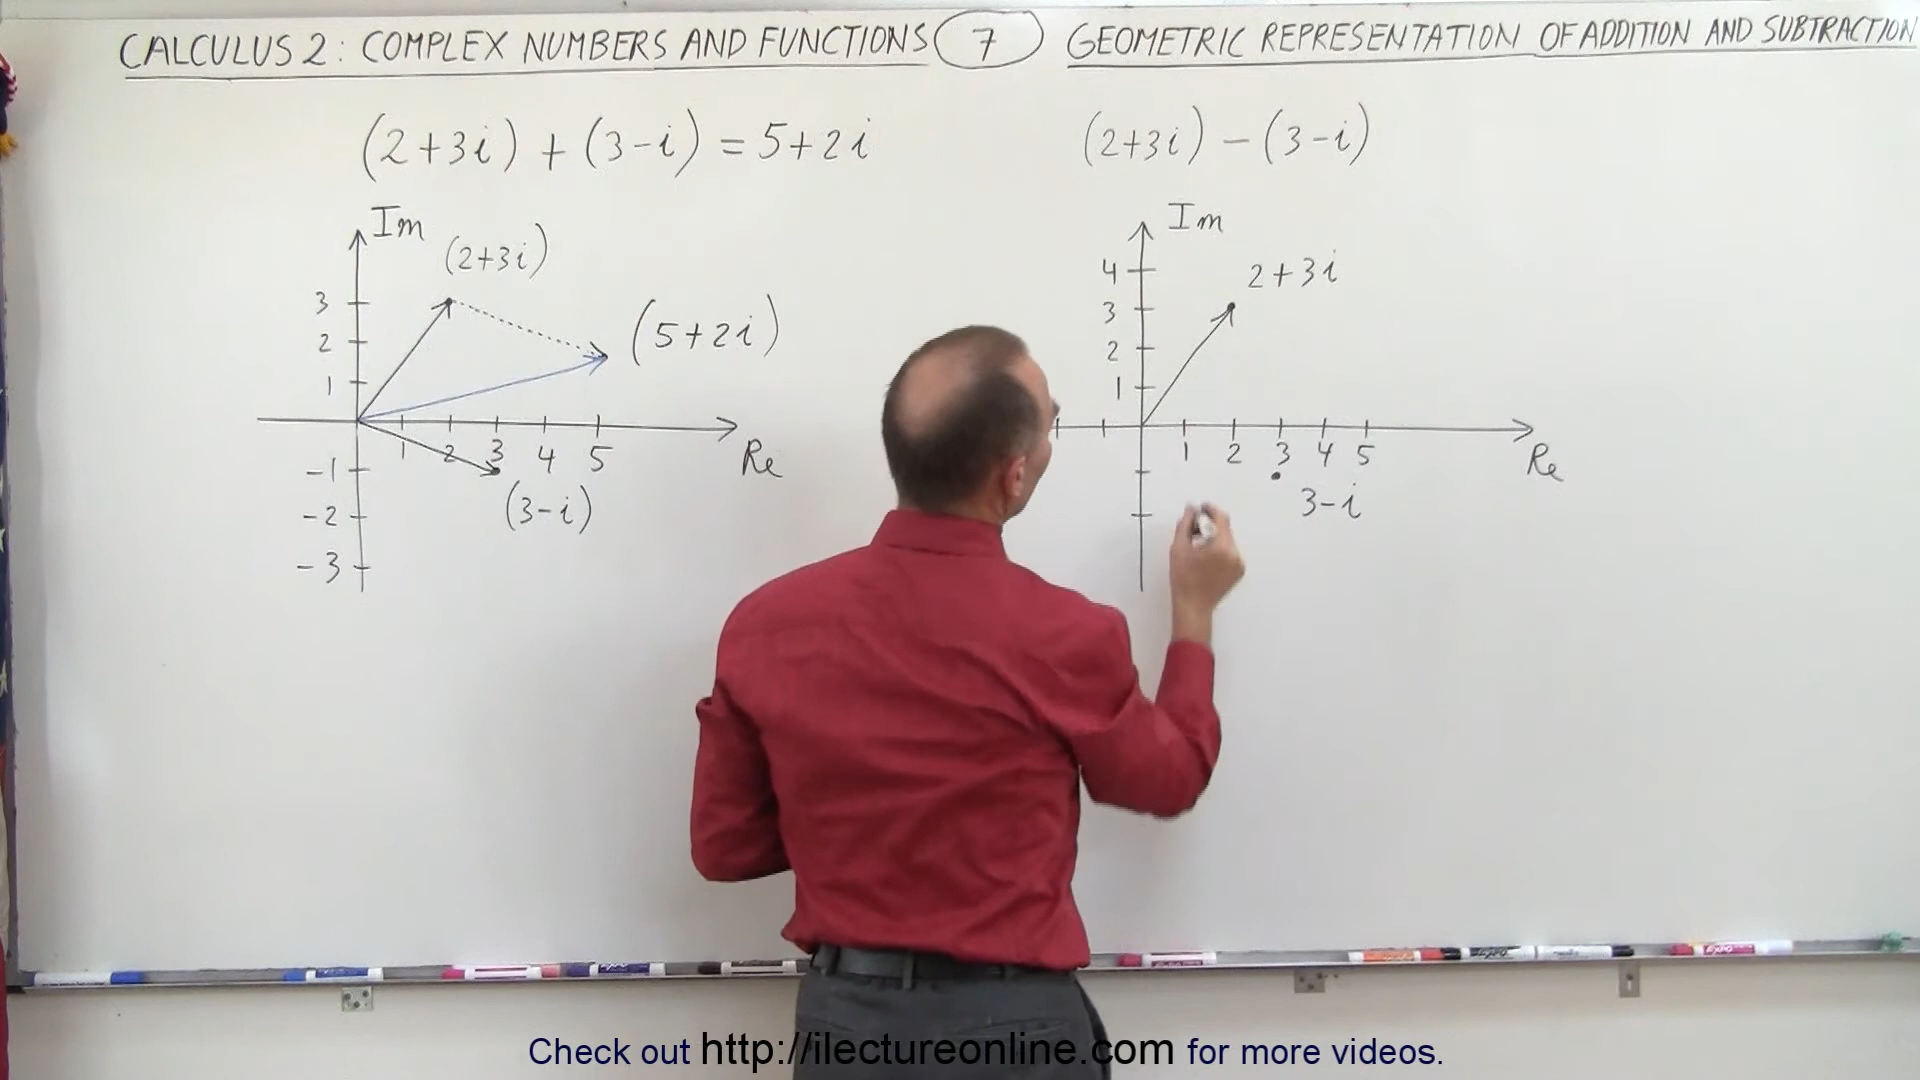 CALCULUS 2: COMPLEX NUMBERS AND FUNCTIONS 7 GEOMETRIC REPRESENTATION OF ADDITION AND SUBTRACTION
(2+3i) + (3-i) = 5+2i
Im
(2+3i)
3
(5+2i)
2
1
1 2 3 4 5
Re
-1
(3-i)
-2
-3
(2+3i) - (3-i)
Im
4
2+3i
3
2
1
1 2 3 4 5
Re
3-i
EXPO
Check out http://ilectureonline.com for more videos.